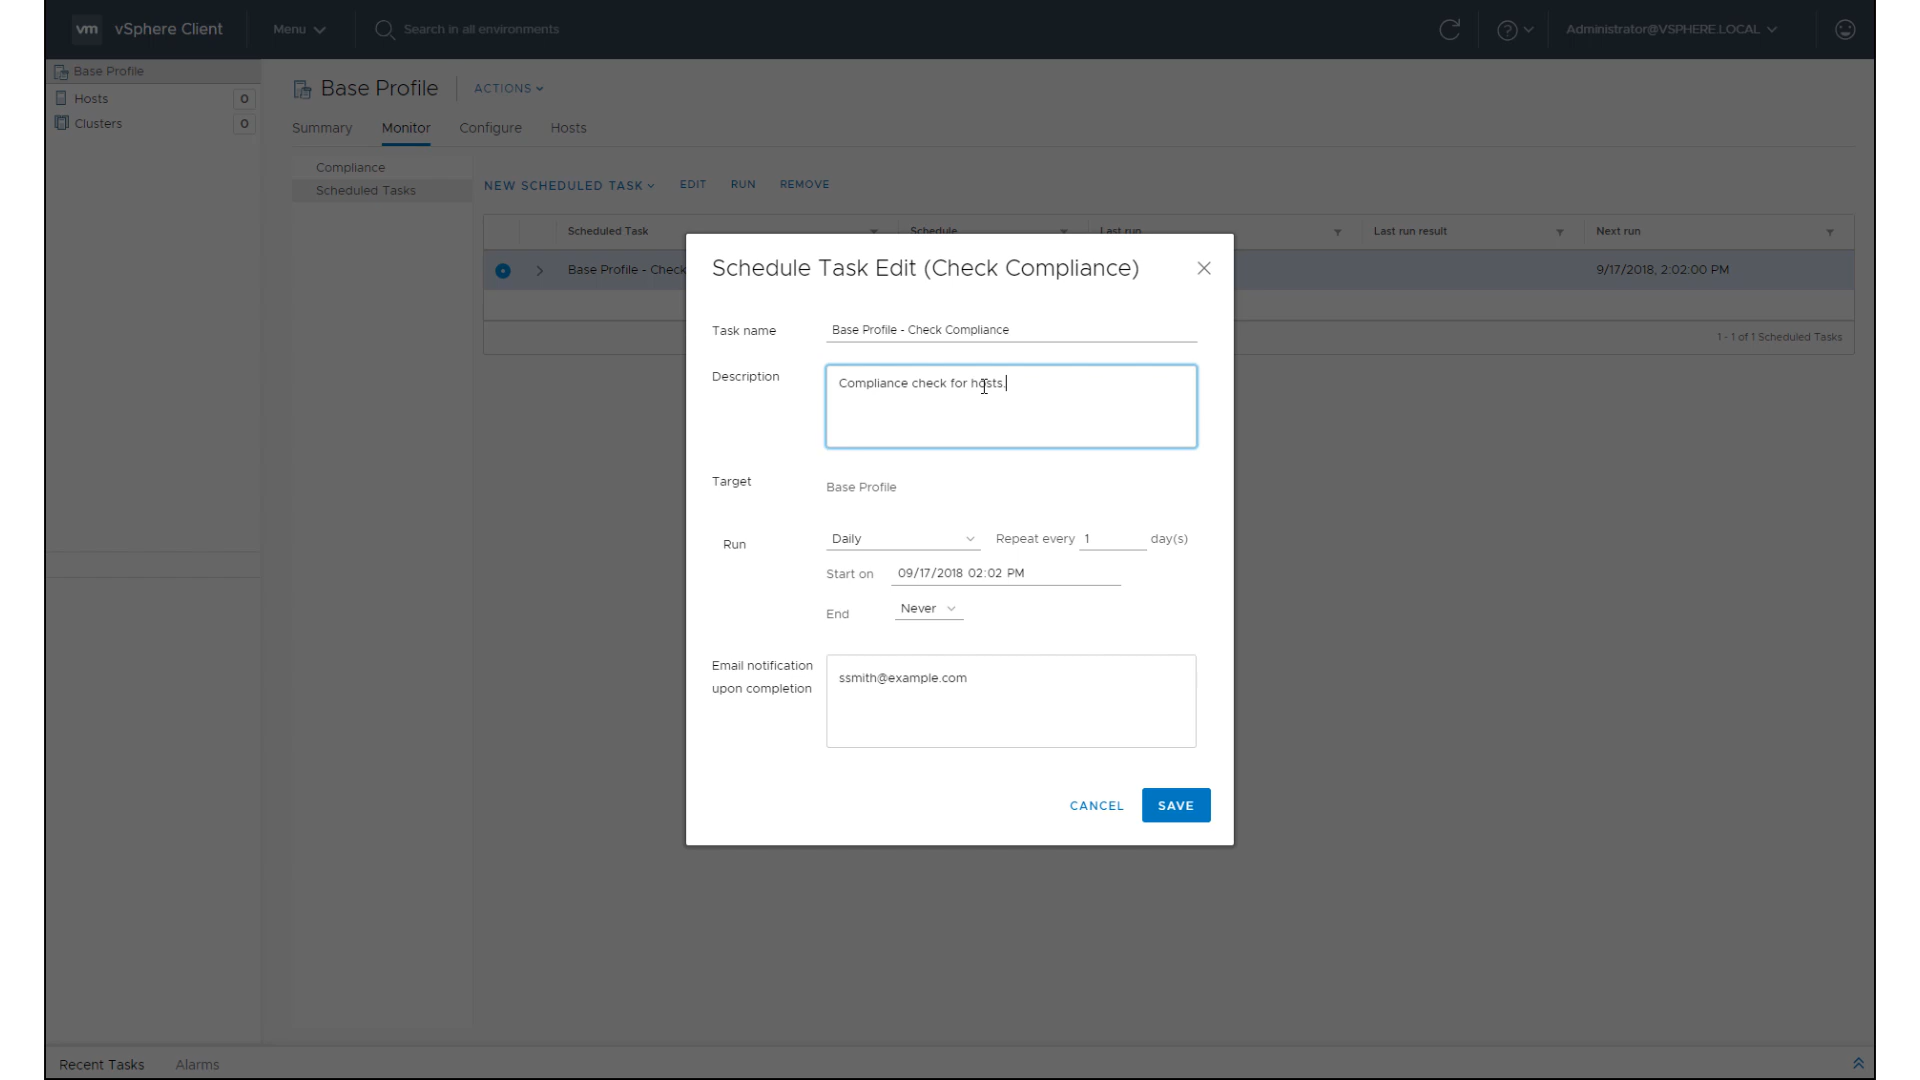 vm vSphere Client Menu Search in all environments Administrator@VSPHERE.LOCAL
Base Profile
Hosts 0
Clusters 0
Base Profile ACTIONS
Summary Monitor Configure Hosts
Compliance
Scheduled Tasks
NEW SCHEDULED TASK EDIT RUN REMOVE
Scheduled Task Schedule Last run Last run result Next run
Base Profile - Check 9/17/2018, 2:02:00 PM
1 - 1 of 1 Scheduled Tasks
Schedule Task Edit (Check Compliance)
Task name Base Profile - Check Compliance
Description Compliance check for hosts.
Target Base Profile
Run Daily Repeat every 1 day(s)
Start on 09/17/2018 02:02 PM
End Never
Email notification
upon completion
ssmith@example.com
CANCEL SAVE
Recent Tasks Alarms